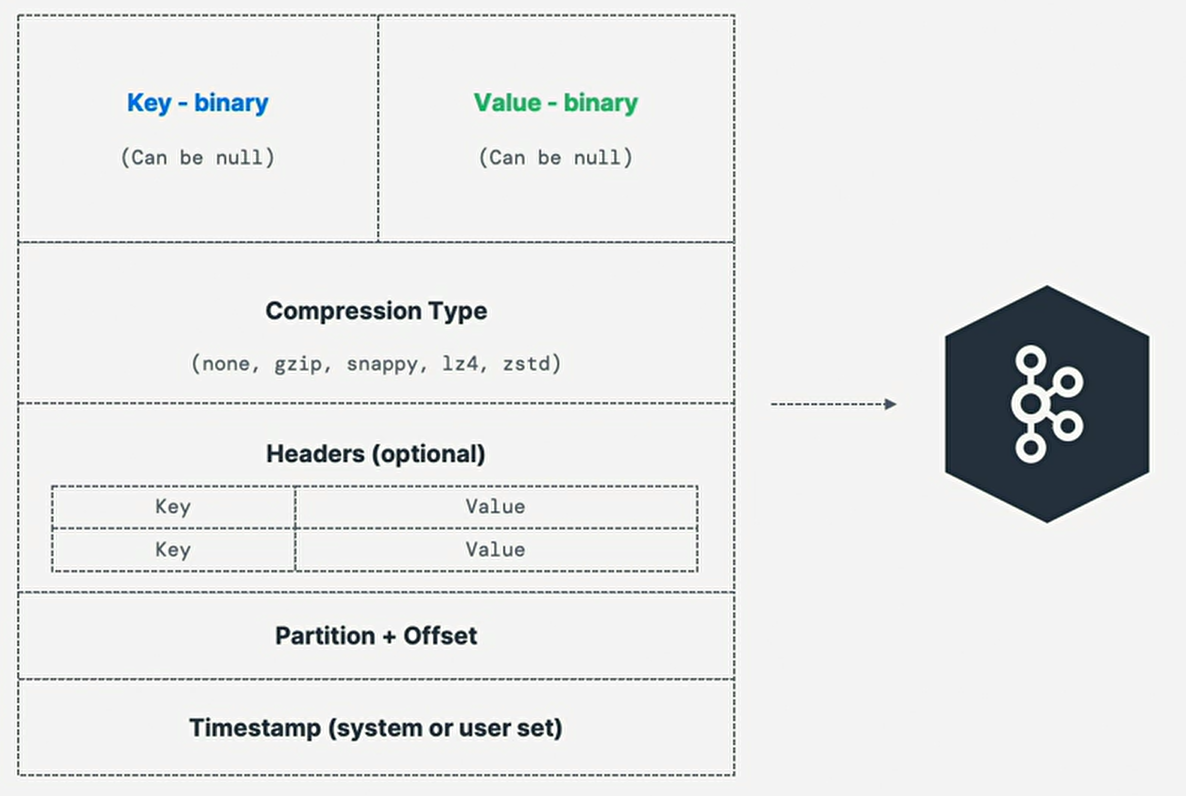 Key - binary
Value - binary
(Can be null)
(Can be null)
Compression Type
(none, gzip, snappy, lz4, zstd)
Headers (optional)
Key
Value
Key
Value
Partition + Offset
Timestamp (system or user set)